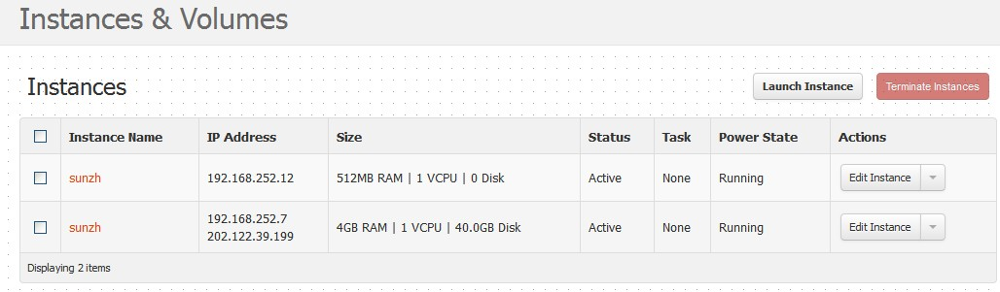 Instances & Volumes
Instances
Launch Instance Terminate Instances
Instance Name IP Address Size Status Task Power State Actions
sunzh 192.168.252.12 512MB RAM | 1 VCPU | 0 Disk Active None Running Edit Instance
sunzh 192.168.252.7 202.122.39.199 4GB RAM | 1 VCPU | 40.0GB Disk Active None Running Edit Instance
Displaying 2 items